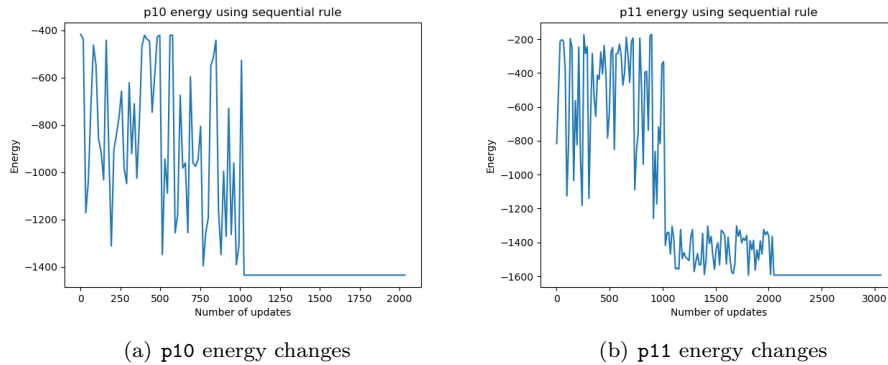 p10 energy using sequential rule
−400
−600
−800
−1000
−1200
−1400
Energy
0 250 500 750 1000 1250 1500 1750 2000
Number of updates
(a) p10 energy changes
p11 energy using sequential rule
−200
−400
−600
−800
−1000
−1200
−1400
−1600
Energy
0 500 1000 1500 2000 2500 3000
Number of updates
(b) p11 energy changes